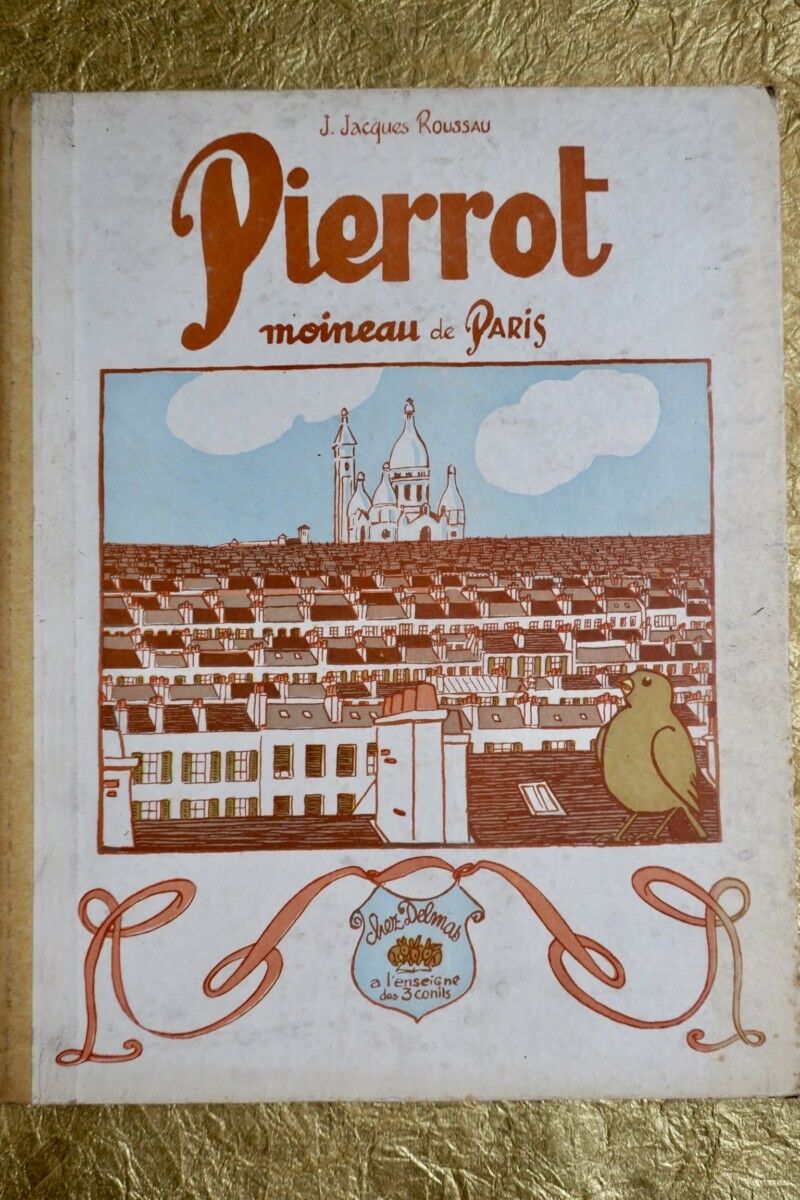 J. Jacques Roussau
Pierrot
moineau de Paris
Chez Delmas
a l'enseigne
des 3 conils